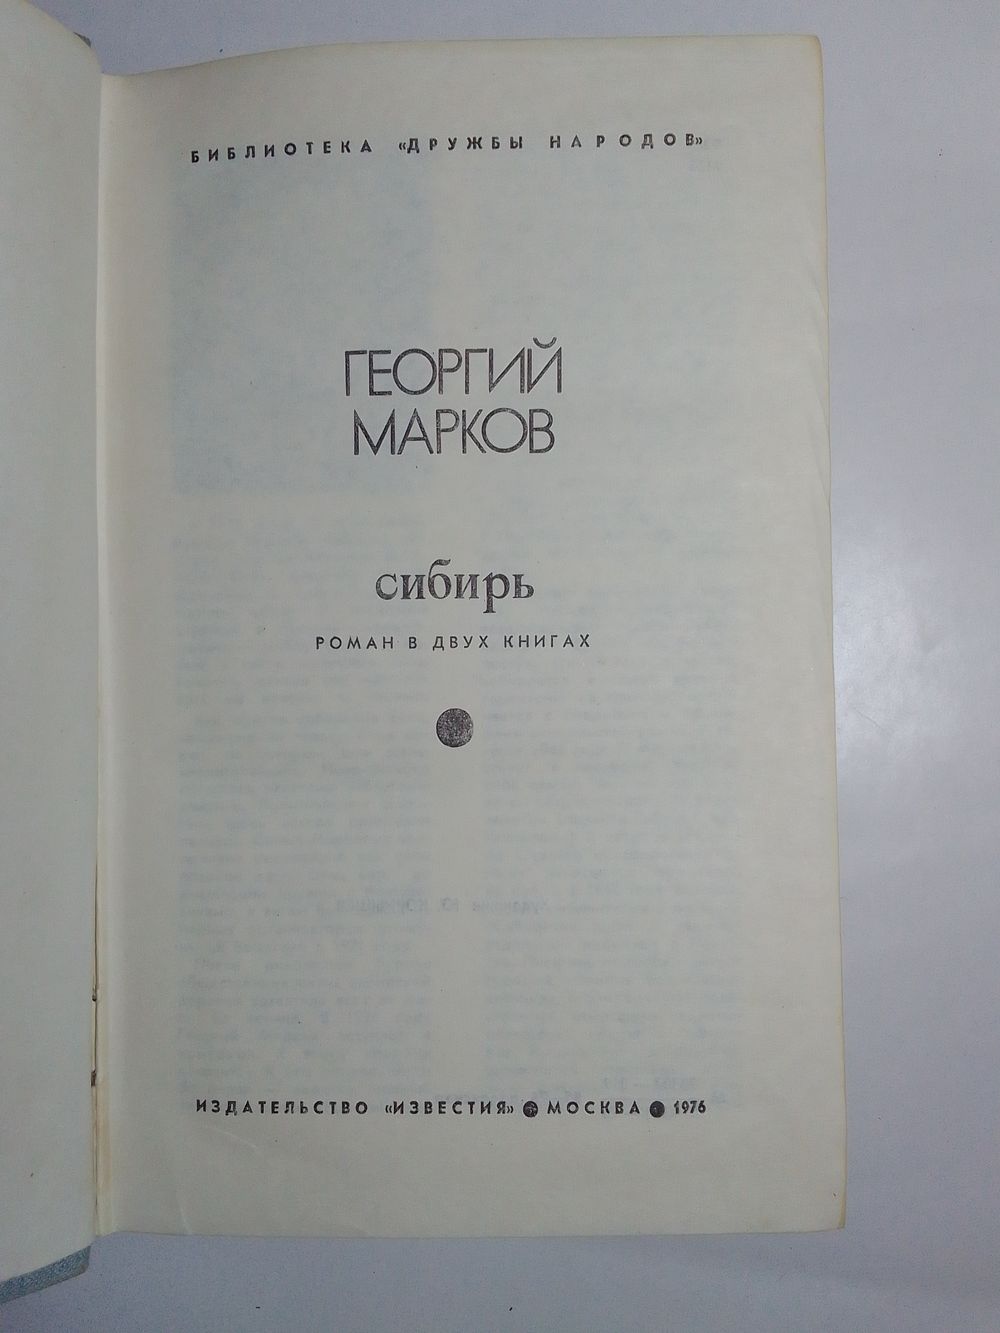 БИБЛИОТЕКА «ДРУЖБЫ НАРОДОВ»
ГЕОРГИЙ
МАРКОВ
сибирь
РОМАН В ДВУХ КНИГАХ
ИЗДАТЕЛЬСТВО «ИЗВЕСТИЯ» ● МОСКВА ● 1976